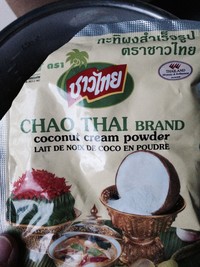 กะทิผงสำเร็จรูป
ตราชาวไทย
ตรา
ชาวไทย
CHAO THAI BRAND
coconut cream powder
LAIT DE NOIX DE COCO EN POUDRE